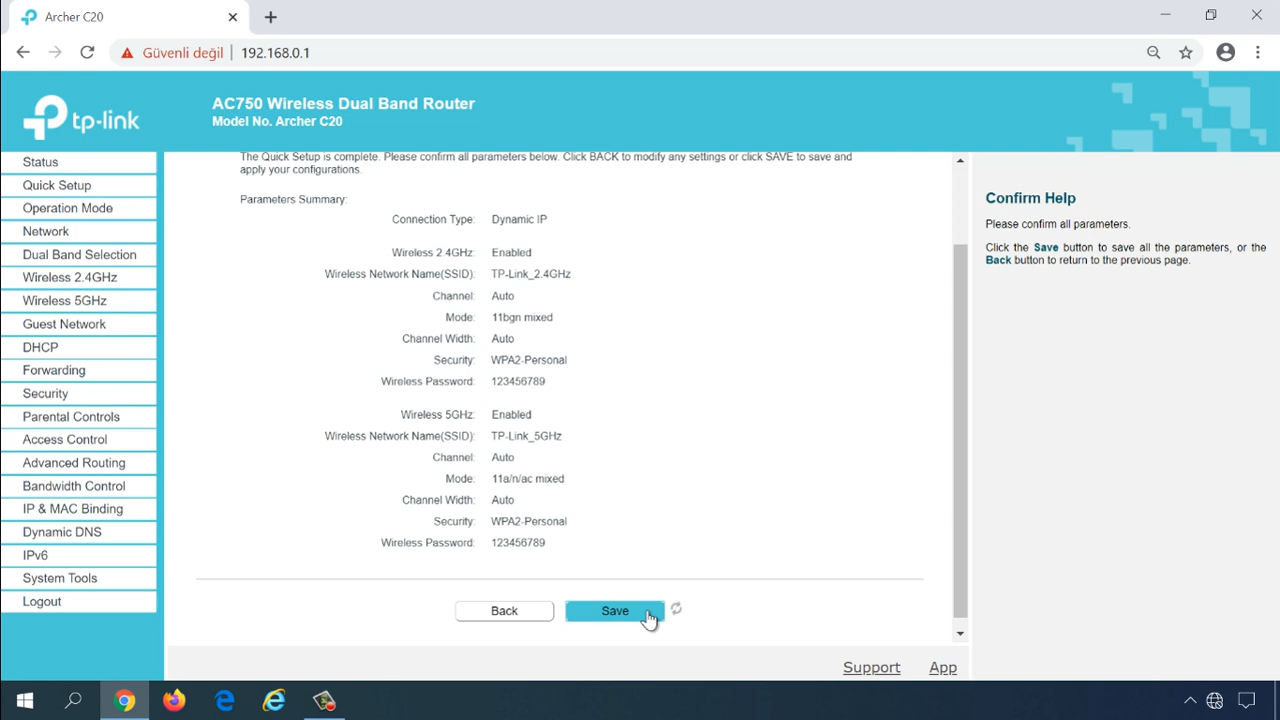 Archer C20
Güvenli değil
192.168.0.1
tp-link
AC750 Wireless Dual Band Router
Model No. Archer C20
Status
Quick Setup
Operation Mode
Network
Dual Band Selection
Wireless 2.4GHz
Wireless 5GHz
Guest Network
DHCP
Forwarding
Security
Parental Controls
Access Control
Advanced Routing
Bandwidth Control
IP & MAC Binding
Dynamic DNS
IPv6
System Tools
Logout
The Quick Setup is complete. Please confirm all parameters below. Click BACK to modify any settings or click SAVE to save and
apply your configurations.
Parameters Summary:
Connection Type: Dynamic IP
Wireless 2.4GHz: Enabled
Wireless Network Name(SSID): TP-Link_2.4GHz
Channel: Auto
Mode: 11bgn mixed
Channel Width: Auto
Security: WPA2-Personal
Wireless Password: 123456789
Wireless 5GHz: Enabled
Wireless Network Name(SSID): TP-Link_5GHz
Channel: Auto
Mode: 11a/n/ac mixed
Channel Width: Auto
Security: WPA2-Personal
Wireless Password: 123456789
Back
Save
Support
App
Confirm Help
Please confirm all parameters.
Click the Save button to save all the parameters, or the
Back button to return to the previous page.